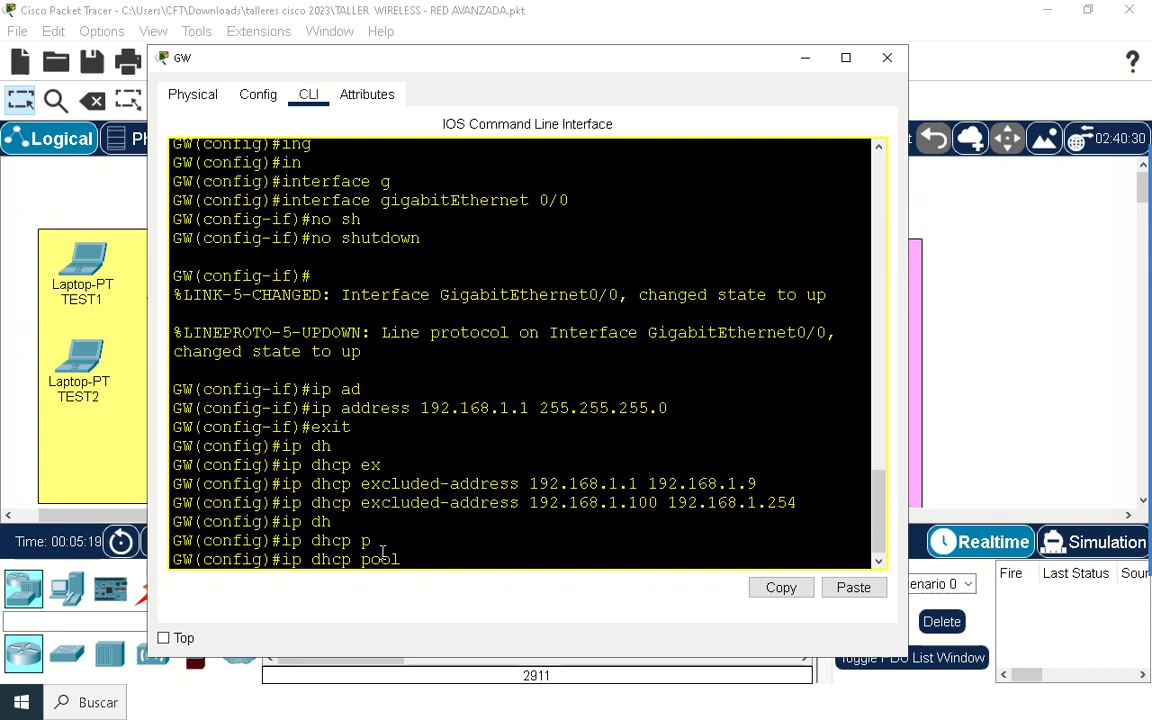 Cisco Packet Tracer - C:\Users\CFT\Downloads\talleres cisco 2023\TALLER WIRELESS - RED AVANZADA.pkt
File Edit Options View Tools Extensions Window Help
GW
Physical Config CLI Attributes
IOS Command Line Interface
Logical
02:40:30
GW(config)#ing
GW(config)#in
GW(config)#interface g
GW(config)#interface gigabitEthernet 0/0
GW(config-if)#no sh
GW(config-if)#no shutdown
GW(config-if)#
%LINK-5-CHANGED: Interface GigabitEthernet0/0, changed state to up
%LINEPROTO-5-UPDOWN: Line protocol on Interface GigabitEthernet0/0,
changed state to up
GW(config-if)#ip ad
GW(config-if)#ip address 192.168.1.1 255.255.255.0
GW(config-if)#exit
GW(config)#ip dh
GW(config)#ip dhcp ex
GW(config)#ip dhcp excluded-address 192.168.1.1 192.168.1.9
GW(config)#ip dhcp excluded-address 192.168.1.100 192.168.1.254
GW(config)#ip dh
GW(config)#ip dhcp p
GW(config)#ip dhcp pool
Laptop-PT
TEST1
Laptop-PT
TEST2
Copy Paste
Top
Time: 00:05:19
Realtime Simulation
enario 0
Fire Last Status Sour
Delete
Toggle PDU List Window
2911
Buscar